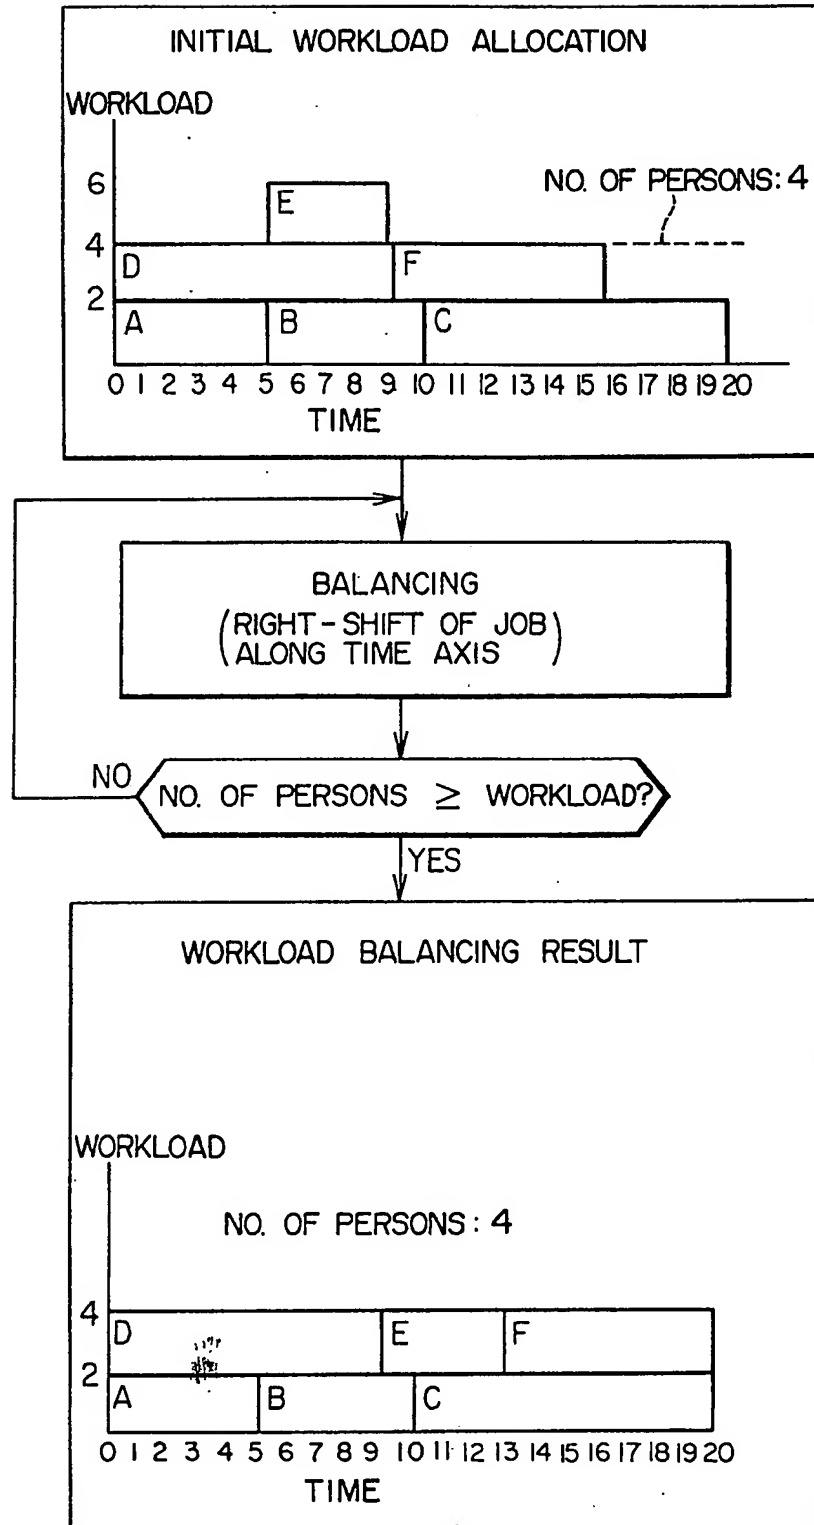 INITIAL WORKLOAD ALLOCATION
WORKLOAD
6
E
NO. OF PERSONS: 4
4
D
F
2
A
B
C
0 1 2 3 4 5 6 7 8 9 10 11 12 13 14 15 16 17 18 19 20
TIME
BALANCING
(RIGHT-SHIFT OF JOB
ALONG TIME AXIS)
NO
NO. OF PERSONS ≥ WORKLOAD?
YES
WORKLOAD BALANCING RESULT
WORKLOAD
NO. OF PERSONS: 4
4
D
E
F
2
A
B
C
0 1 2 3 4 5 6 7 8 9 10 11 12 13 14 15 16 17 18 19 20
TIME